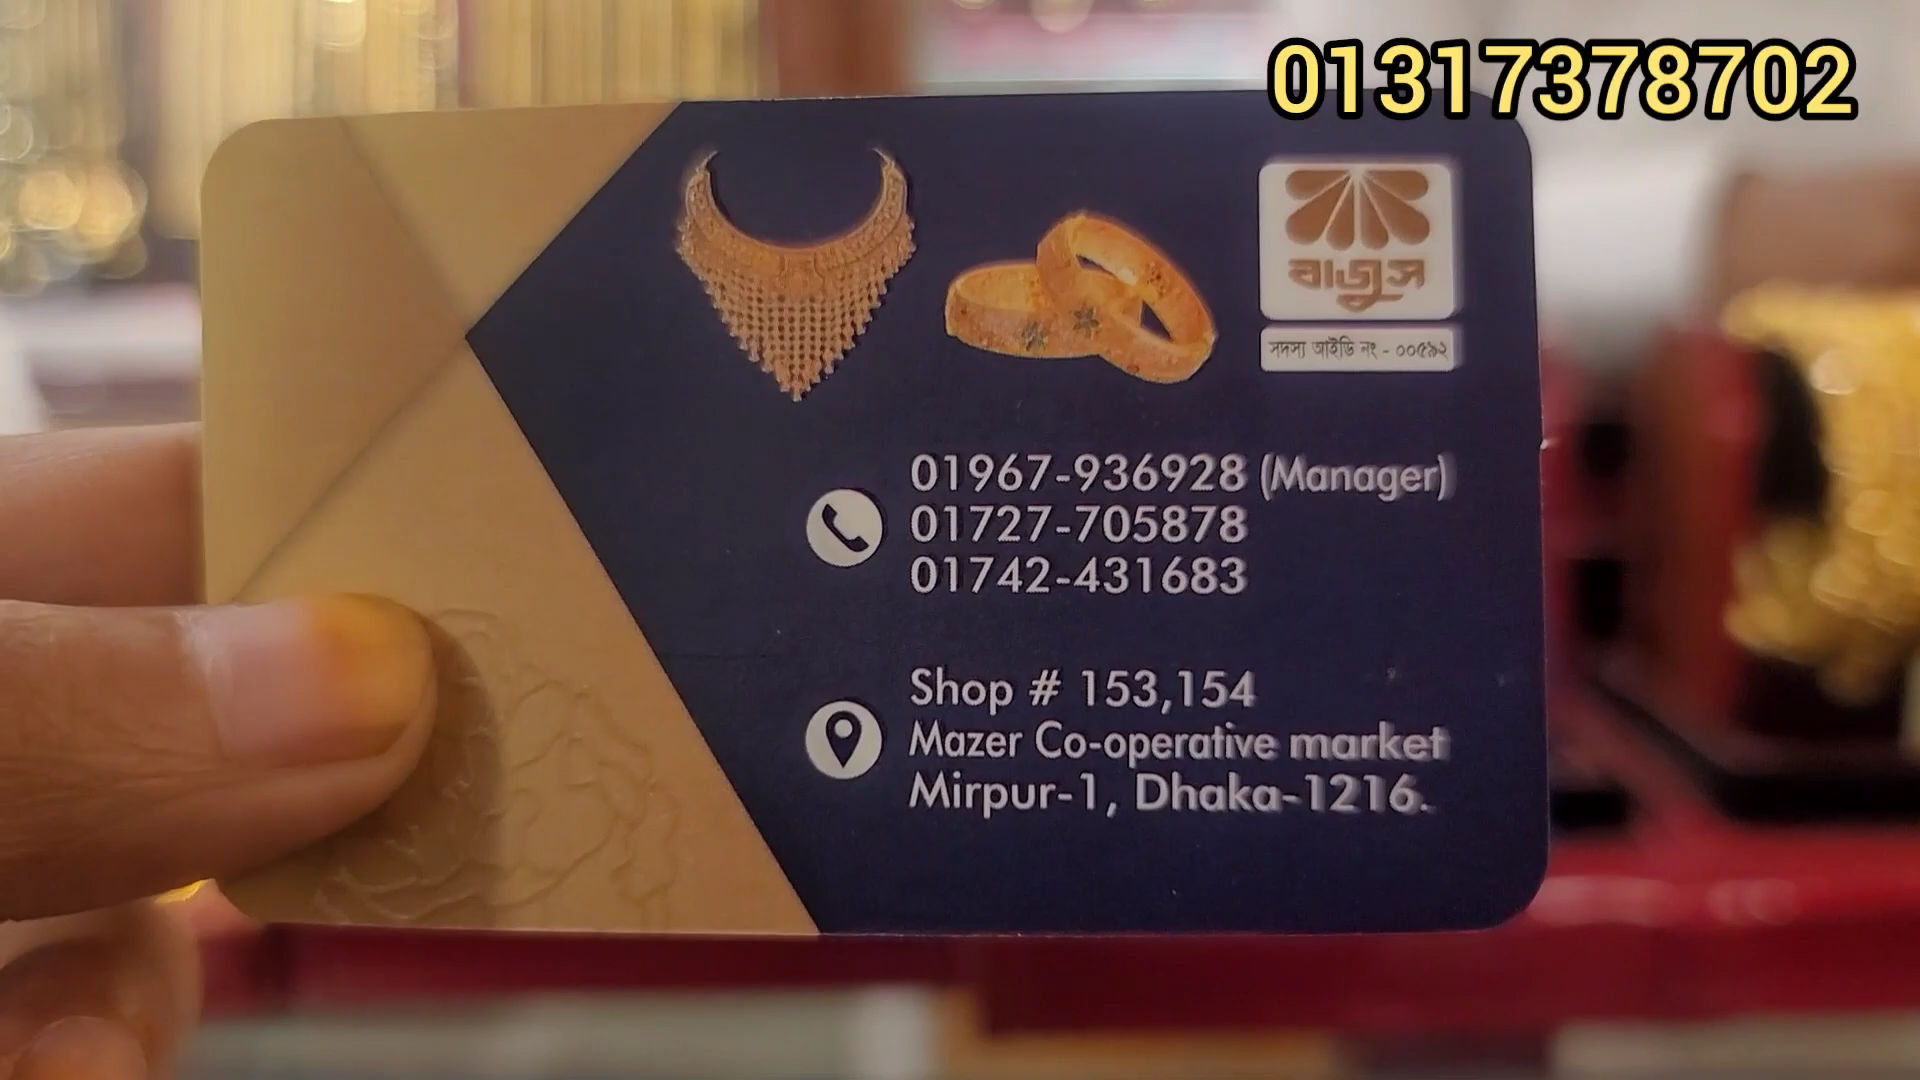 01317378702
বাজুস
সদস্য আইডি নং - ০০৫৯২
01967-936928 (Manager)
01727-705878
01742-431683
Shop # 153,154
Mazer Co-operative market
Mirpur-1, Dhaka-1216.